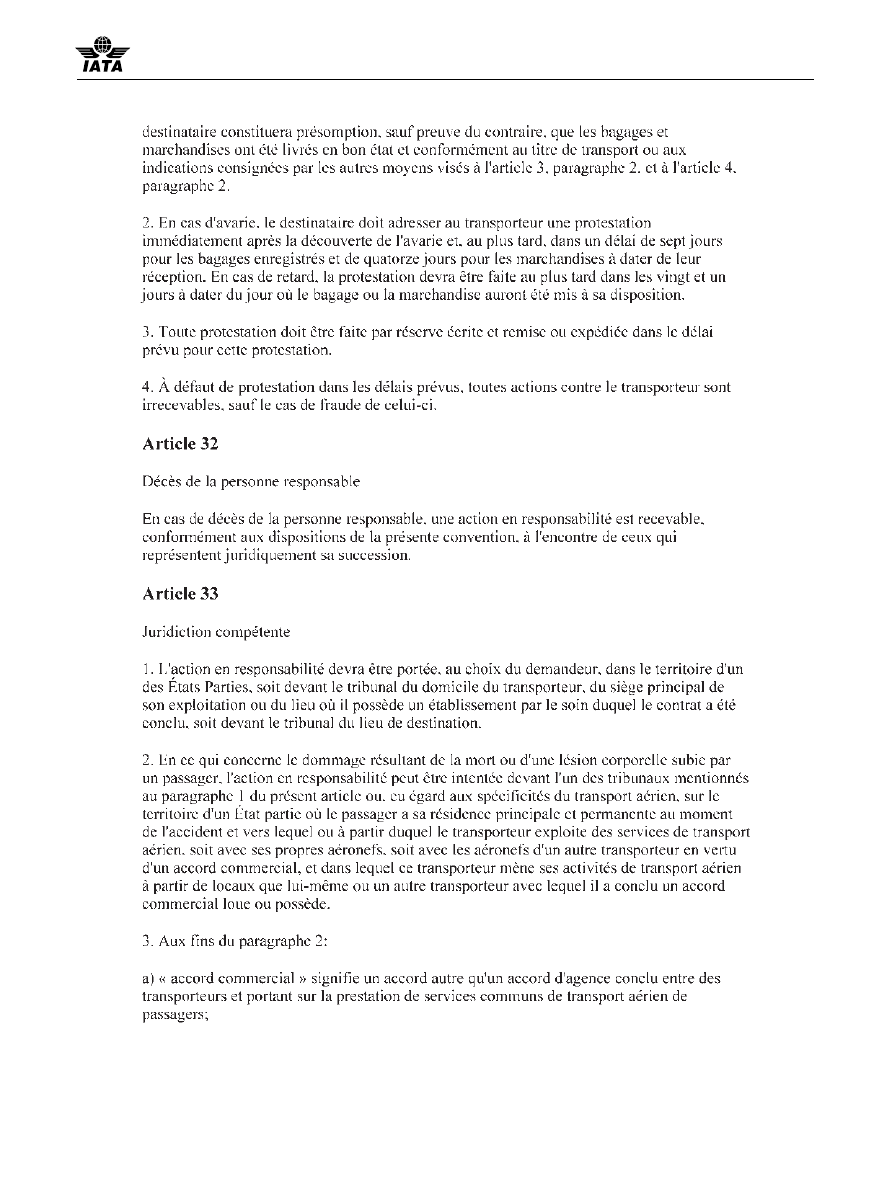 IATA
destinataire constituera présomption, sauf preuve du contraire, que les bagages et
marchandises ont été livrés en bon état et conformément au titre de transport ou aux
indications consignées par les autres moyens visés à l'article 3, paragraphe 2, et à l'article 4,
paragraphe 2.
2. En cas d'avarie, le destinataire doit adresser au transporteur une protestation
immédiatement après la découverte de l'avarie et, au plus tard, dans un délai de sept jours
pour les bagages enregistrés et de quatorze jours pour les marchandises à dater de leur
réception. En cas de retard, la protestation devra être faite au plus tard dans les vingt et un
jours à dater du jour où le bagage ou la marchandise auront été mis à sa disposition.
3. Toute protestation doit être faite par réserve écrite et remise ou expédiée dans le délai
prévu pour cette protestation.
4. À défaut de protestation dans les délais prévus, toutes actions contre le transporteur sont
irrecevables, sauf le cas de fraude de celui-ci.
Article 32
Décès de la personne responsable
En cas de décès de la personne responsable, une action en responsabilité est recevable,
conformément aux dispositions de la présente convention, à l'encontre de ceux qui
représentent juridiquement sa succession.
Article 33
Juridiction compétente
1. L'action en responsabilité devra être portée, au choix du demandeur, dans le territoire d'un
des États Parties, soit devant le tribunal du domicile du transporteur, du siège principal de
son exploitation ou du lieu où il possède un établissement par le soin duquel le contrat a été
conclu, soit devant le tribunal du lieu de destination.
2. En ce qui concerne le dommage résultant de la mort ou d'une lésion corporelle subie par
un passager, l'action en responsabilité peut être intentée devant l'un des tribunaux mentionnés
au paragraphe 1 du présent article ou, eu égard aux spécificités du transport aérien, sur le
territoire d'un État partie où le passager a sa résidence principale et permanente au moment
de l'accident et vers lequel ou à partir duquel le transporteur exploite des services de transport
aérien, soit avec ses propres aéronefs, soit avec les aéronefs d'un autre transporteur en vertu
d'un accord commercial, et dans lequel ce transporteur mène ses activités de transport aérien
à partir de locaux que lui-même ou un autre transporteur avec lequel il a conclu un accord
commercial loue ou possède.
3. Aux fins du paragraphe 2:
a) « accord commercial » signifie un accord autre qu'un accord d'agence conclu entre des
transporteurs et portant sur la prestation de services communs de transport aérien de
passagers;